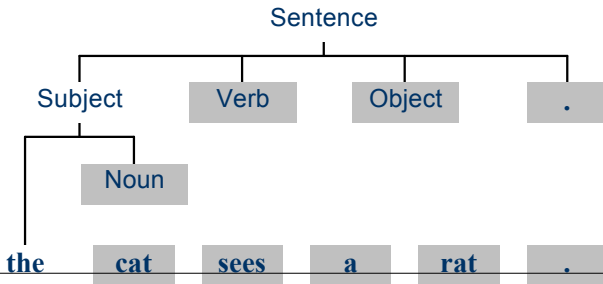 Sentence
Subject Verb Object .
Noun
the cat sees a rat .